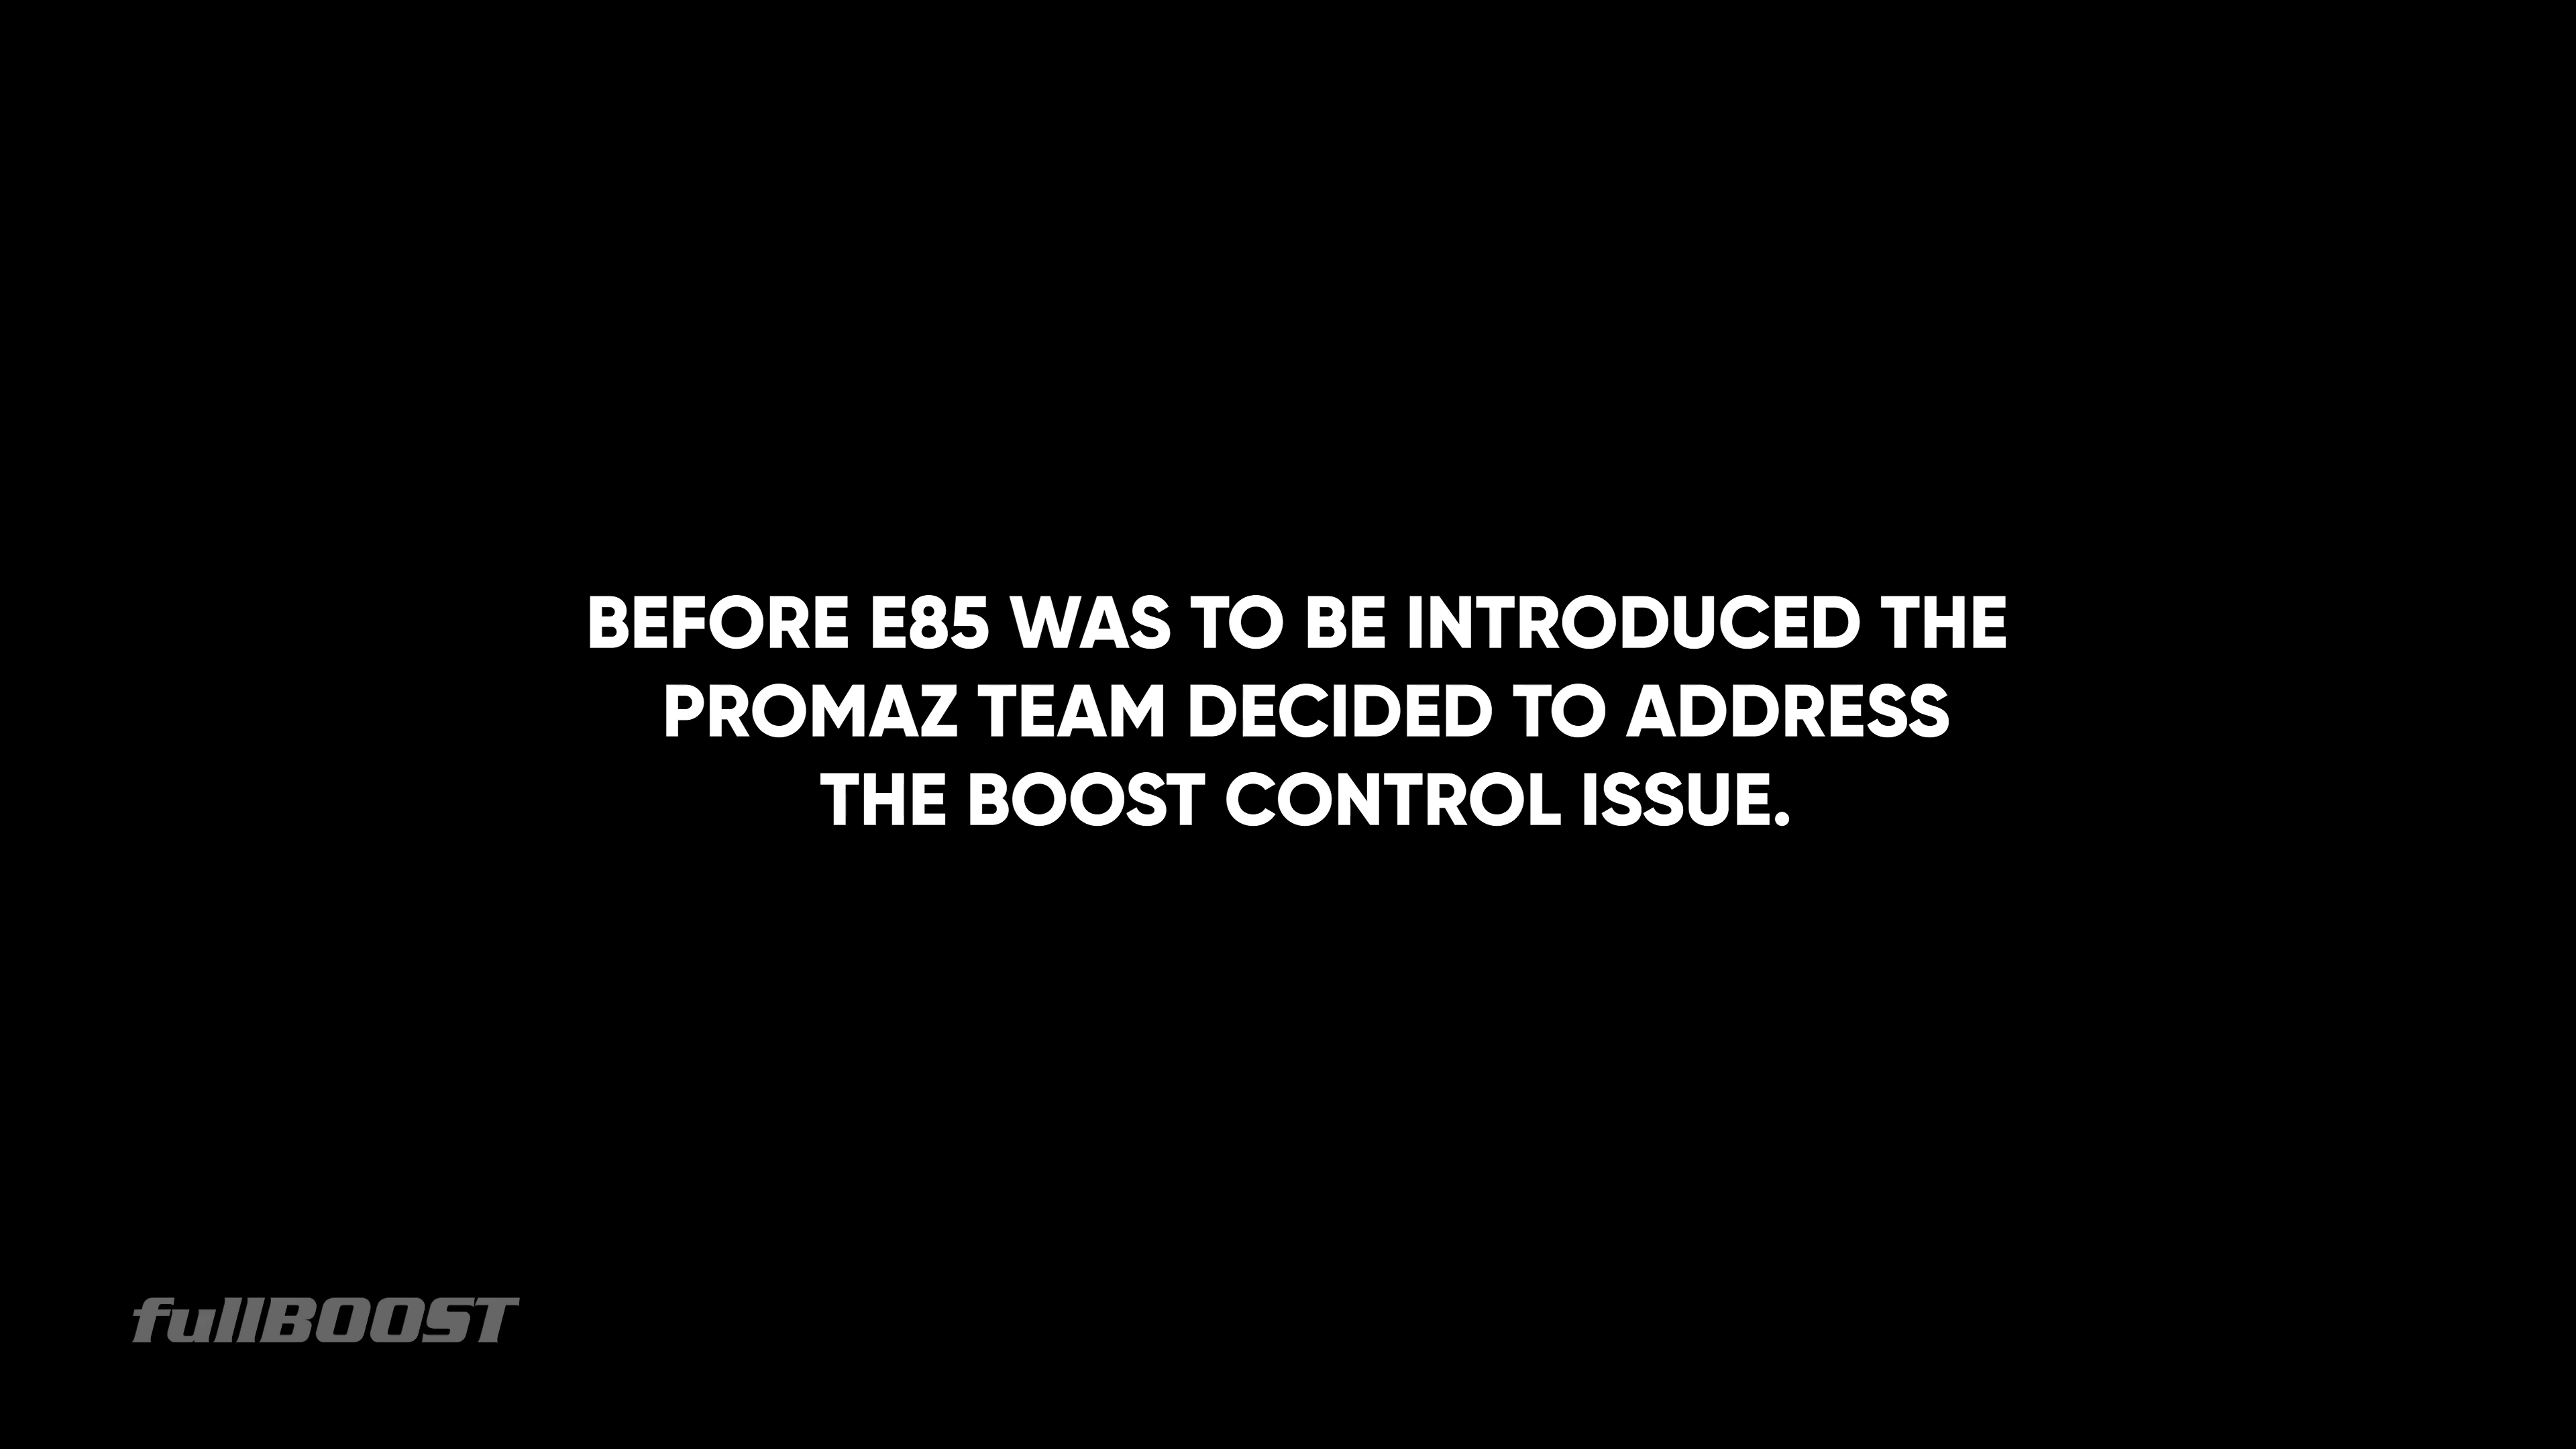 BEFORE E85 WAS TO BE INTRODUCED THE
PROMAZ TEAM DECIDED TO ADDRESS
THE BOOST CONTROL ISSUE.
fullBOOST